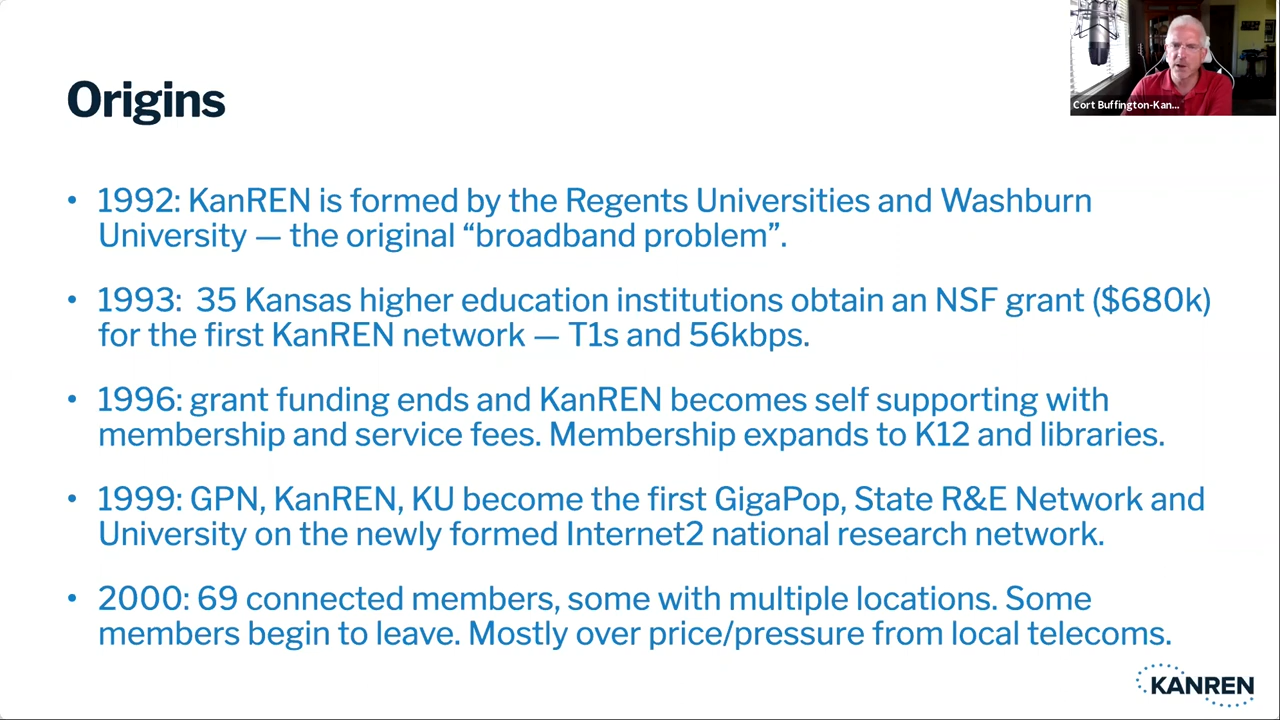 Cort Buffington-Kan...
Origins
• 1992: KanREN is formed by the Regents Universities and Washburn
University — the original “broadband problem”.
• 1993:  35 Kansas higher education institutions obtain an NSF grant ($680k)
for the first KanREN network — T1s and 56kbps.
• 1996: grant funding ends and KanREN becomes self supporting with
membership and service fees. Membership expands to K12 and libraries.
• 1999: GPN, KanREN, KU become the first GigaPop, State R&E Network and
University on the newly formed Internet2 national research network.
• 2000: 69 connected members, some with multiple locations. Some
members begin to leave. Mostly over price/pressure from local telecoms.
KANREN